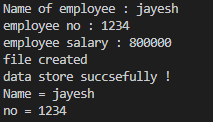 Name of employee : jayesh
employee no : 1234
employee salary : 800000
file created
data store succsefully !
Name = jayesh
no = 1234